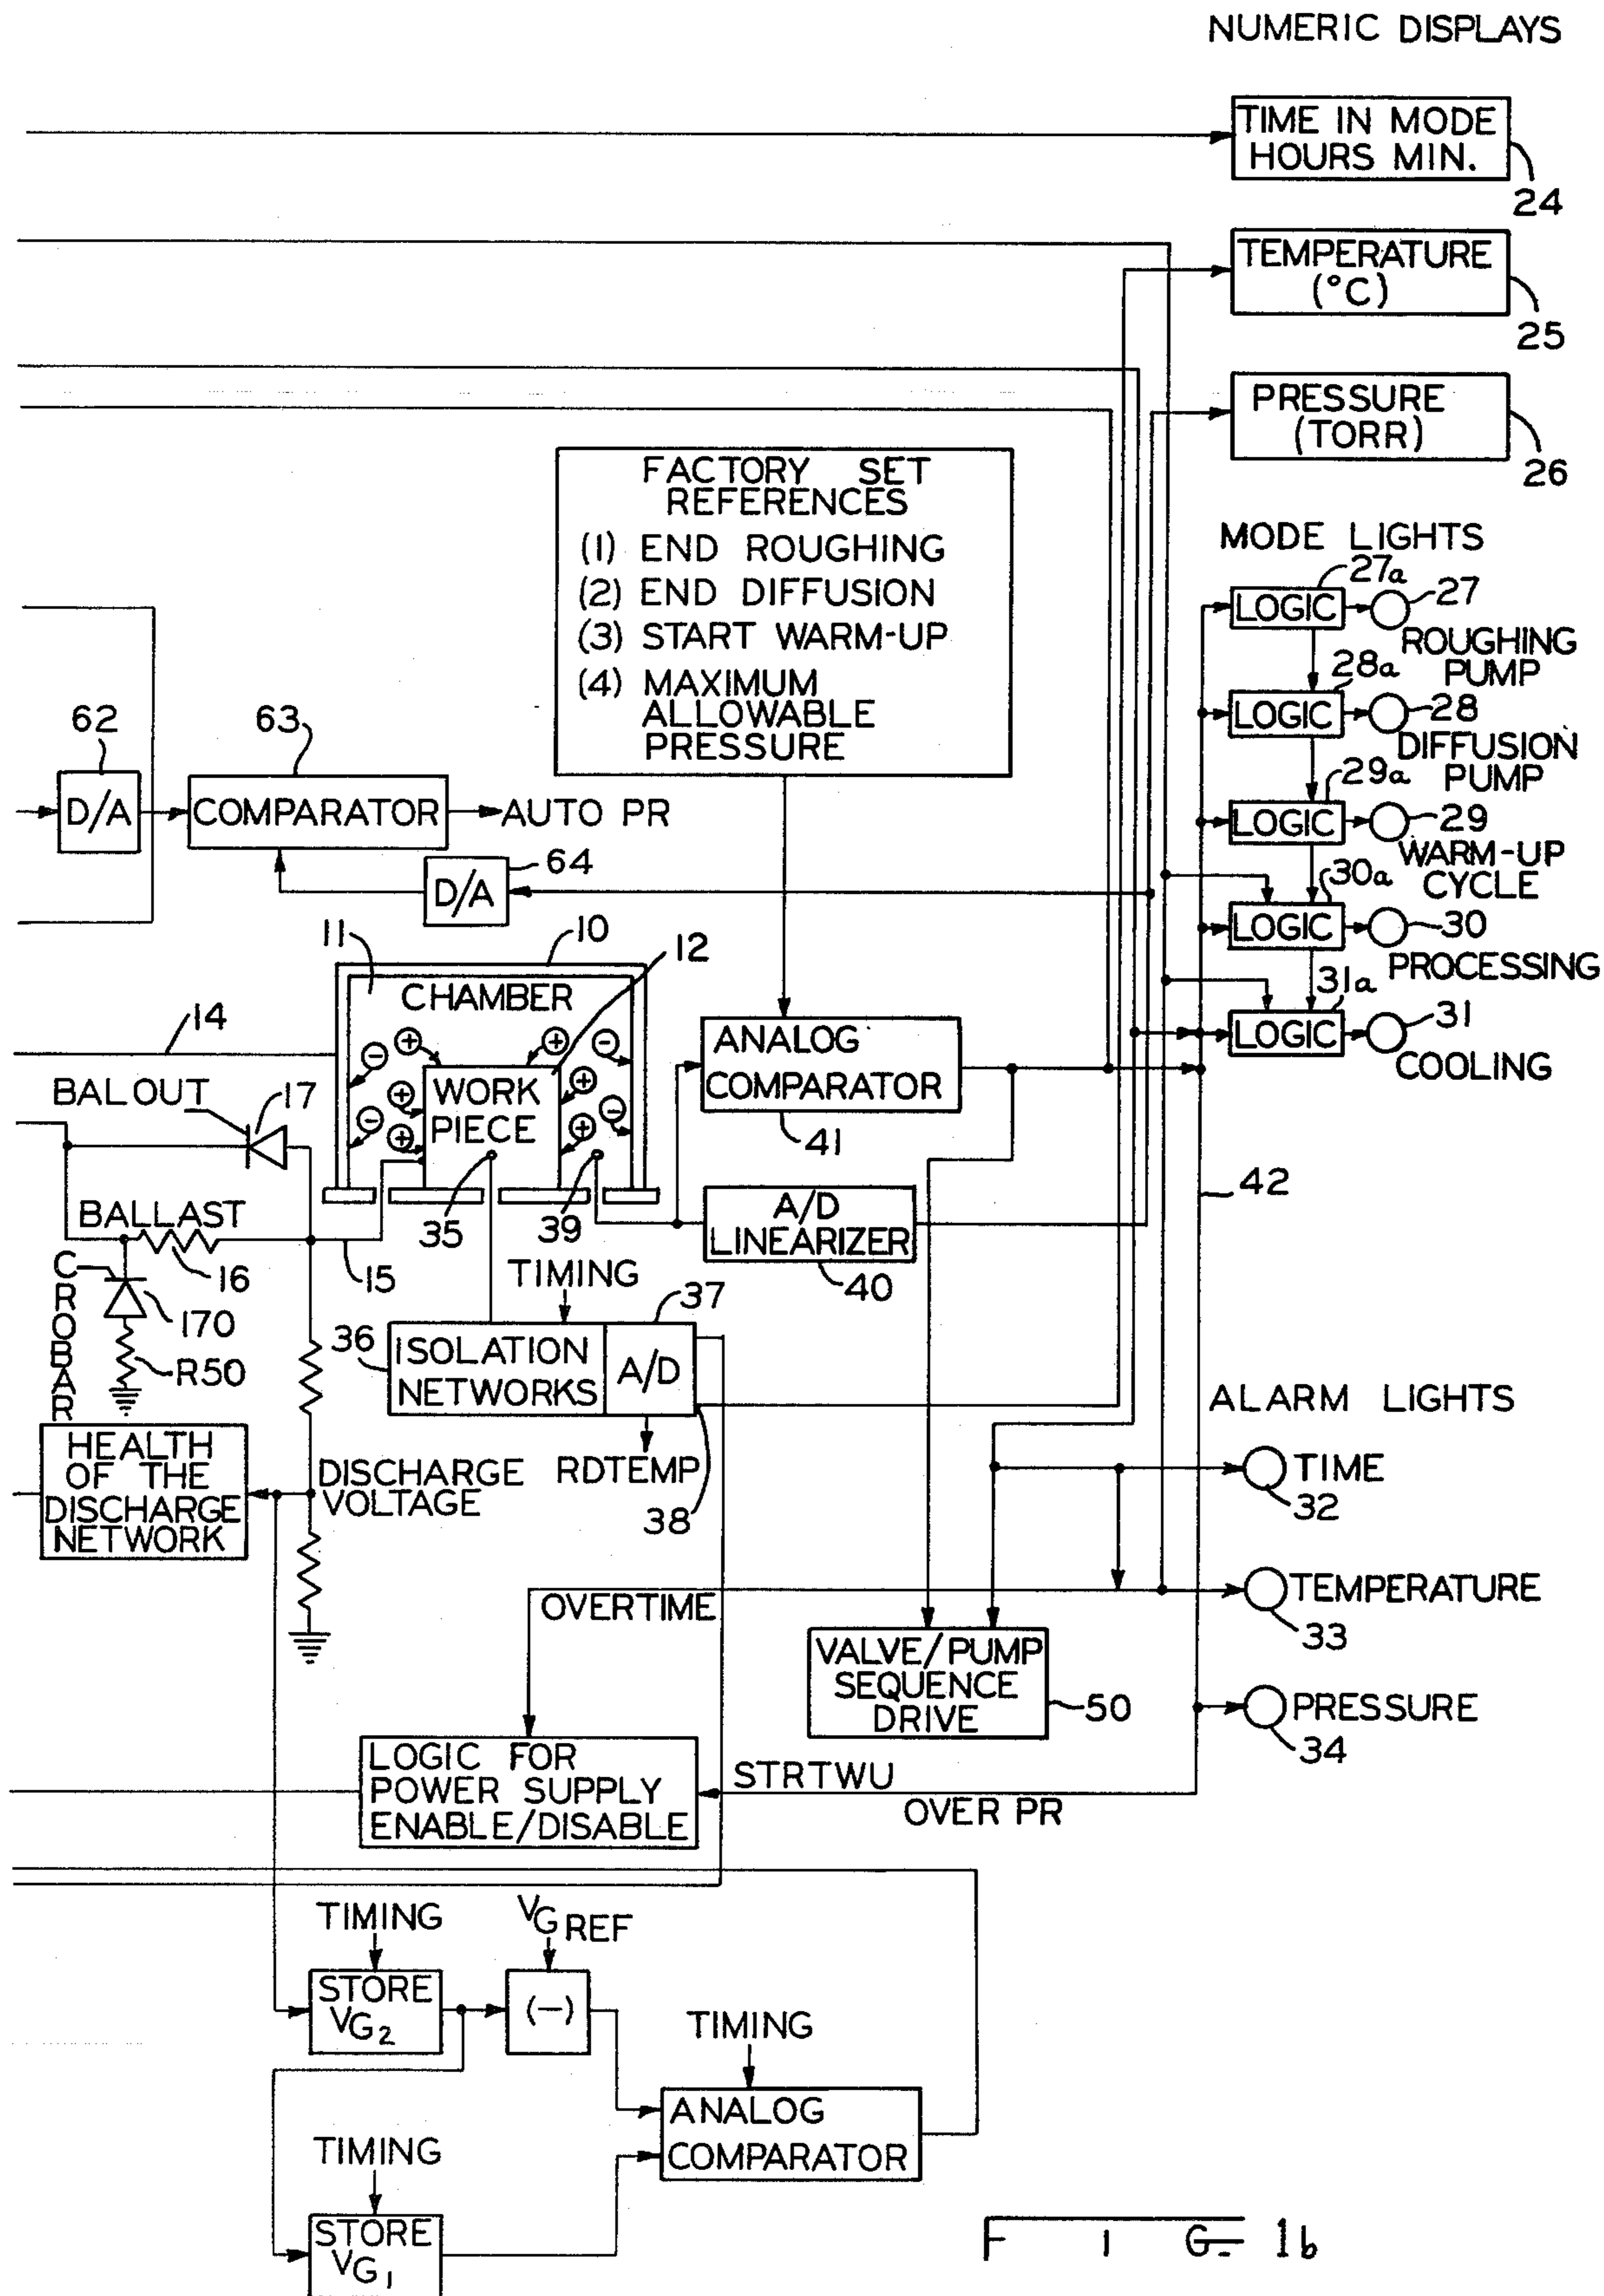 NUMERIC DISPLAYS
TIME IN MODE
HOURS MIN.
24
TEMPERATURE
(°C)
25
PRESSURE
(TORR)
26
FACTORY SET
REFERENCES
(1) END ROUGHING
(2) END DIFFUSION
(3) START WARM-UP
(4) MAXIMUM
ALLOWABLE
PRESSURE
MODE LIGHTS
27a
LOGIC
27
ROUGHING
PUMP
28a
LOGIC
28
DIFFUSION
PUMP
29a
LOGIC
29
WARM-UP
CYCLE
30a
LOGIC
30
PROCESSING
31a
LOGIC
31
COOLING
62
D/A
63
COMPARATOR
AUTO PR
64
D/A
11
10
12
CHAMBER
14
WORK
PIECE
+
+
+
+
+
+
-
-
-
-
ANALOG
COMPARATOR
41
BALOUT
17
BALLAST
16
15
35
39
A/D
LINEARIZER
40
42
CROBAR
170
R50
TIMING
37
36
ISOLATION
NETWORKS
A/D
RDTEMP
38
HEALTH
OF THE
DISCHARGE
NETWORK
DISCHARGE
VOLTAGE
ALARM LIGHTS
TIME
32
TEMPERATURE
33
PRESSURE
34
OVERTIME
VALVE/PUMP
SEQUENCE
DRIVE
50
LOGIC FOR
POWER SUPPLY
ENABLE/DISABLE
STRTWU
OVER PR
TIMING
VG REF
STORE
VG2
(-)
TIMING
ANALOG
COMPARATOR
TIMING
STORE
VG1
FIG-1b